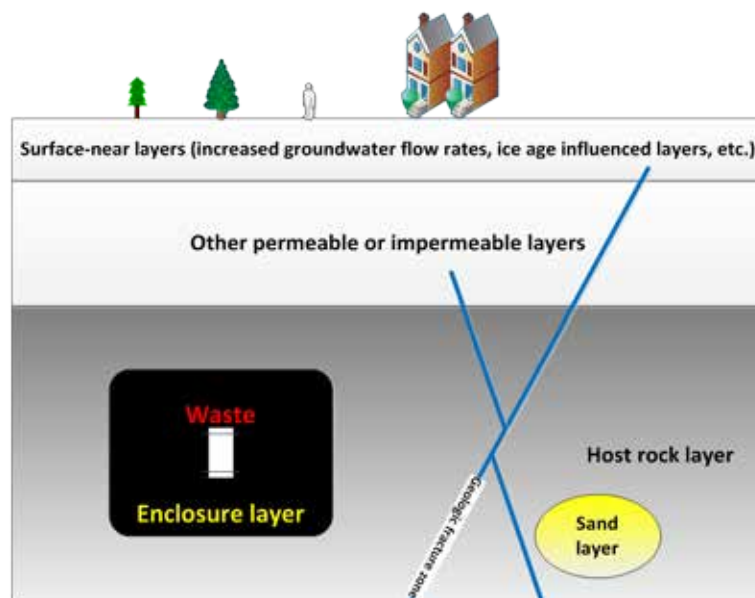 Surface-near layers (increased groundwater flow rates, ice age influenced layers, etc.)
Other permeable or impermeable layers
Waste
Enclosure layer
Host rock layer
Geologic fracture zone
Sand
layer